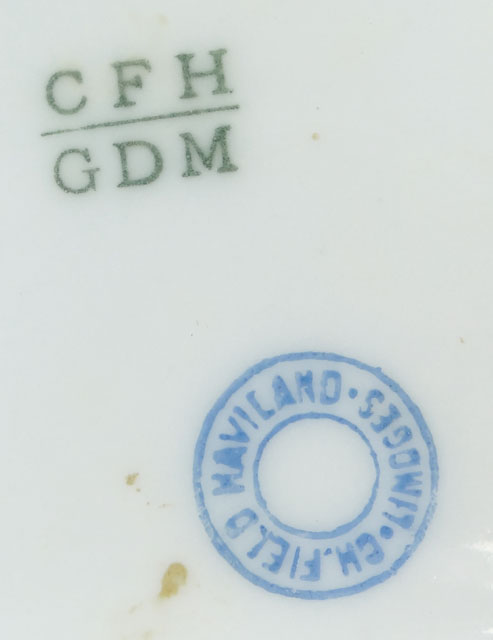 CFH
GDM
CH. FIELD HAVILAND · LIMOGES ·